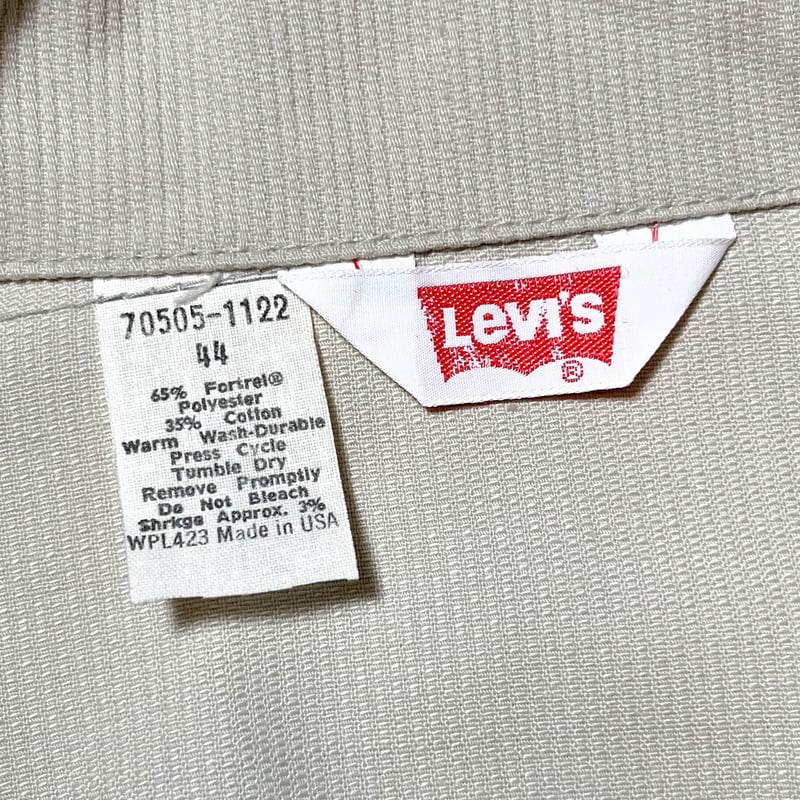 70505-1122
44
65% Fortrel®
Polyester
35% Cotton
Warm Wash-Durable
Press Cycle
Tumble Dry
Remove Promptly
Do Not Bleach
Shrkge Approx. 3%
WPL423 Made in USA
Levi's
®